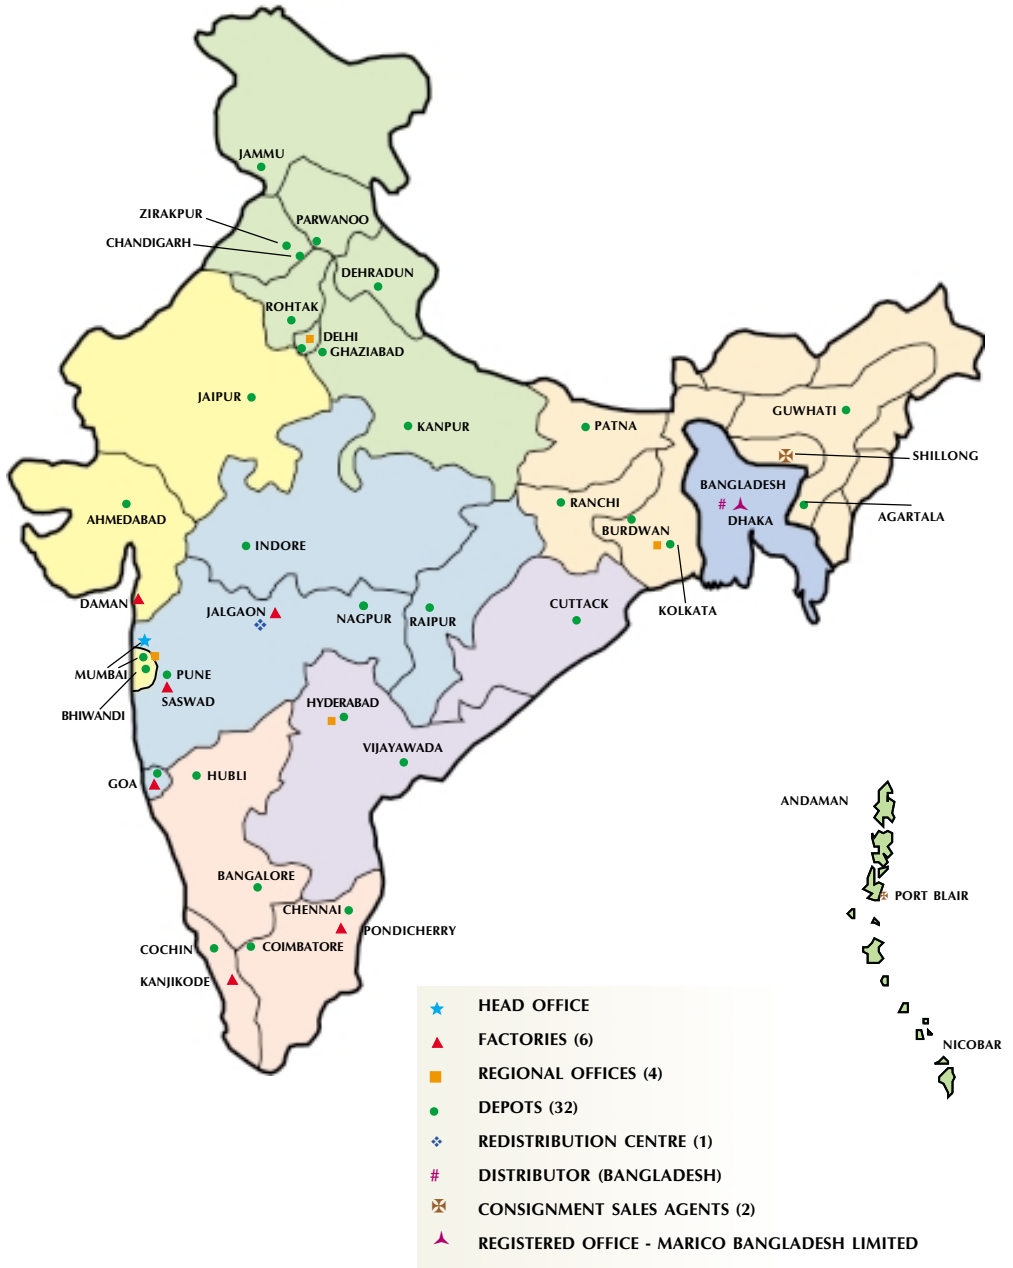 JAMMU
ZIRAKPUR
PARWANOO
CHANDIGARH
DEHRADUN
ROHTAK
DELHI
GHAZIABAD
JAIPUR
KANPUR
PATNA
GUWHATI
SHILLONG
BANGLADESH
#
DHAKA
AGARTALA
RANCHI
BURDWAN
AHMEDABAD
INDORE
KOLKATA
DAMAN
JALGAON
NAGPUR
RAIPUR
CUTTACK
MUMBAI
PUNE
SASWAD
BHIWANDI
HYDERABAD
VIJAYAWADA
GOA
HUBLI
ANDAMAN
BANGALORE
CHENNAI
PORT BLAIR
PONDICHERRY
COCHIN
COIMBATORE
KANJIKODE
NICOBAR
HEAD OFFICE
FACTORIES (6)
REGIONAL OFFICES (4)
DEPOTS (32)
REDISTRIBUTION CENTRE (1)
# DISTRIBUTOR (BANGLADESH)
CONSIGNMENT SALES AGENTS (2)
REGISTERED OFFICE - MARICO BANGLADESH LIMITED